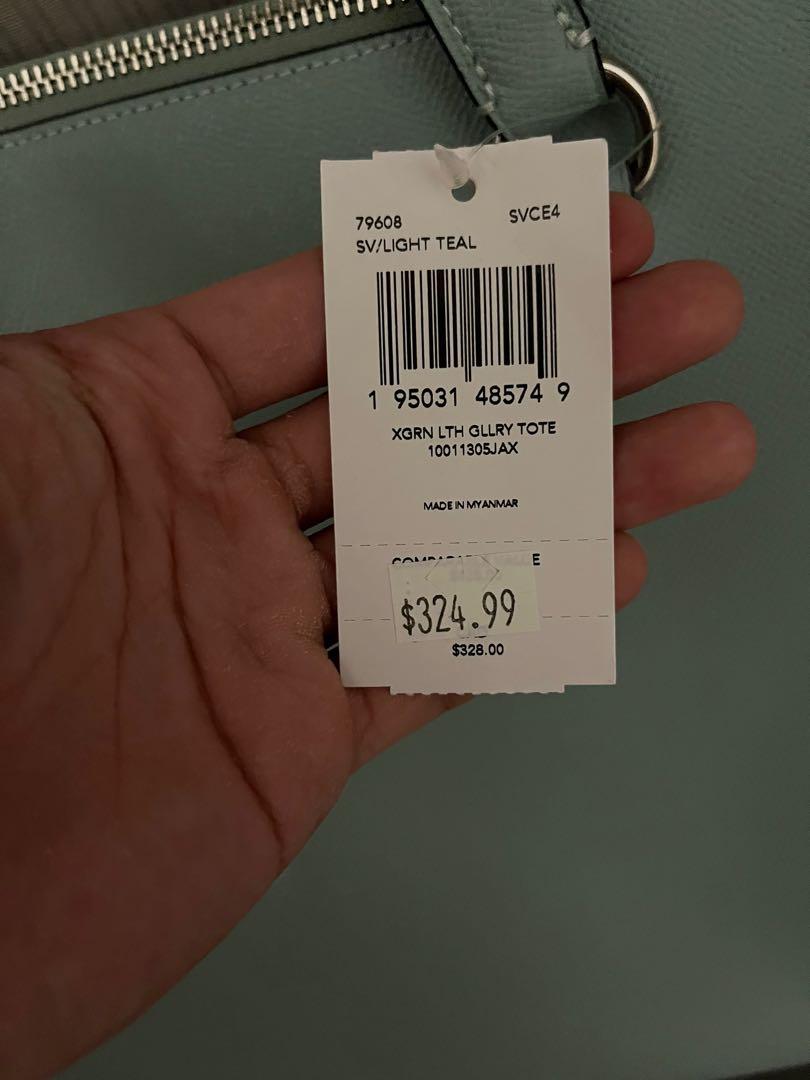 79608 SVCE4
SV/LIGHT TEAL
1 95031 48574 9
XGRN LTH GLLRY TOTE
10011305JAX
MADE IN MYANMAR
$324.99
$328.00